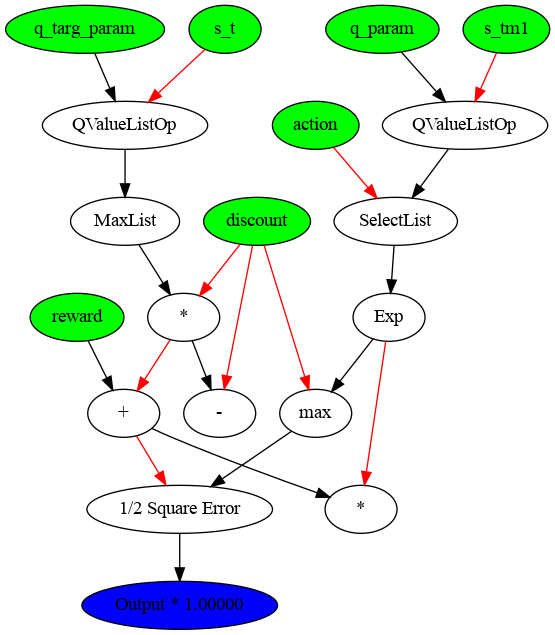 q_targ_param
s_t
q_param
s_tm1
QValueListOp
action
QValueListOp
MaxList
discount
SelectList
reward
*
Exp
+
-
max
1/2 Square Error
*
Output * 1.00000